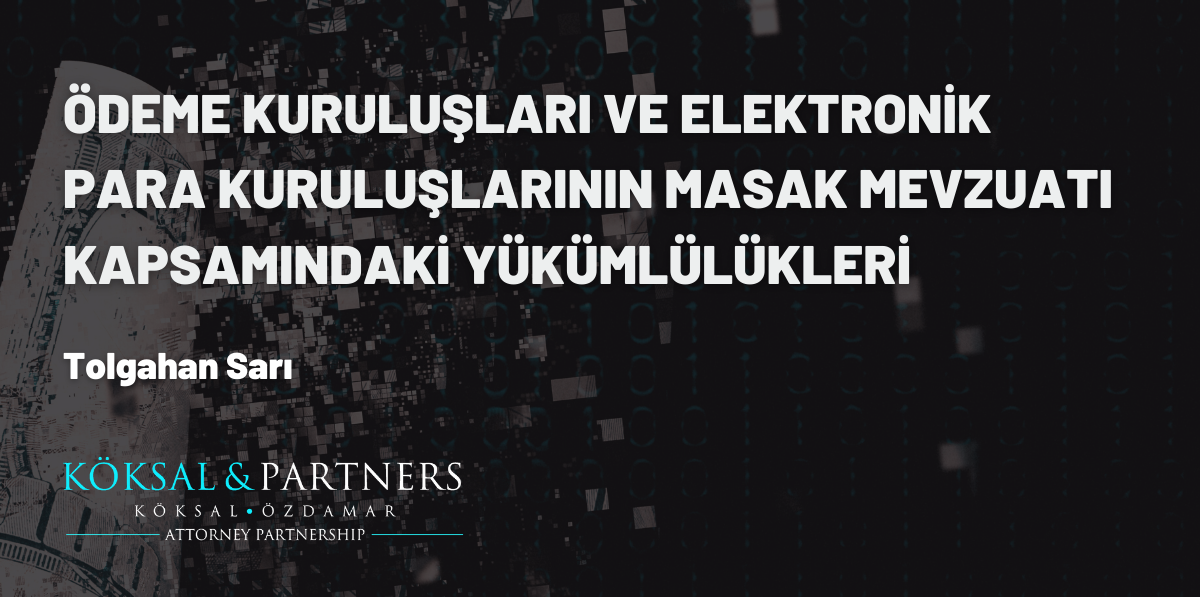 ÖDEME KURULUŞLARI VE ELEKTRONİK
PARA KURULUŞLARININ MASAK MEVZUATI
KAPSAMINDAKİ YÜKÜMLÜLÜKLERİ
Tolgahan Sarı
KÖKSAL & PARTNERS
KÖKSAL • ÖZDAMAR
ATTORNEY PARTNERSHIP